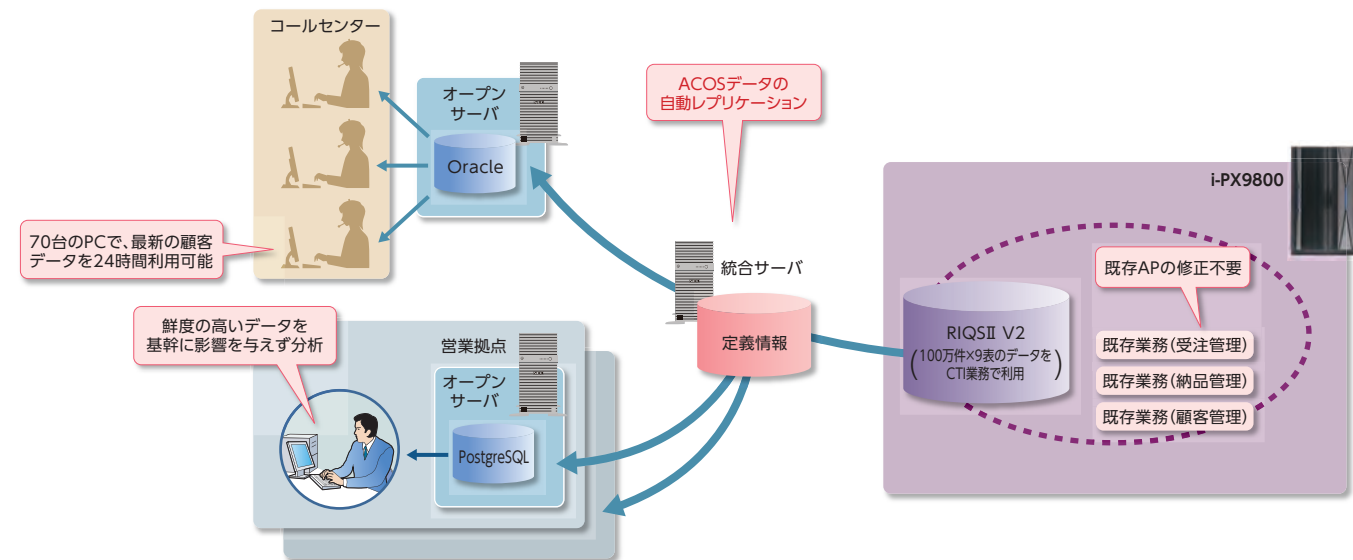 コールセンター
オープン
サーバ
Oracle
70台のPCで、最新の顧客
データを24時間利用可能
ACOSデータの
自動レプリケーション
統合サーバ
定義情報
i-PX9800
既存APの修正不要
RIQSⅡ V2
(100万件×9表のデータを
CTI業務で利用)
既存業務(受注管理)
既存業務(納品管理)
既存業務(顧客管理)
鮮度の高いデータを
基幹に影響を与えず分析
営業拠点
オープン
サーバ
PostgreSQL